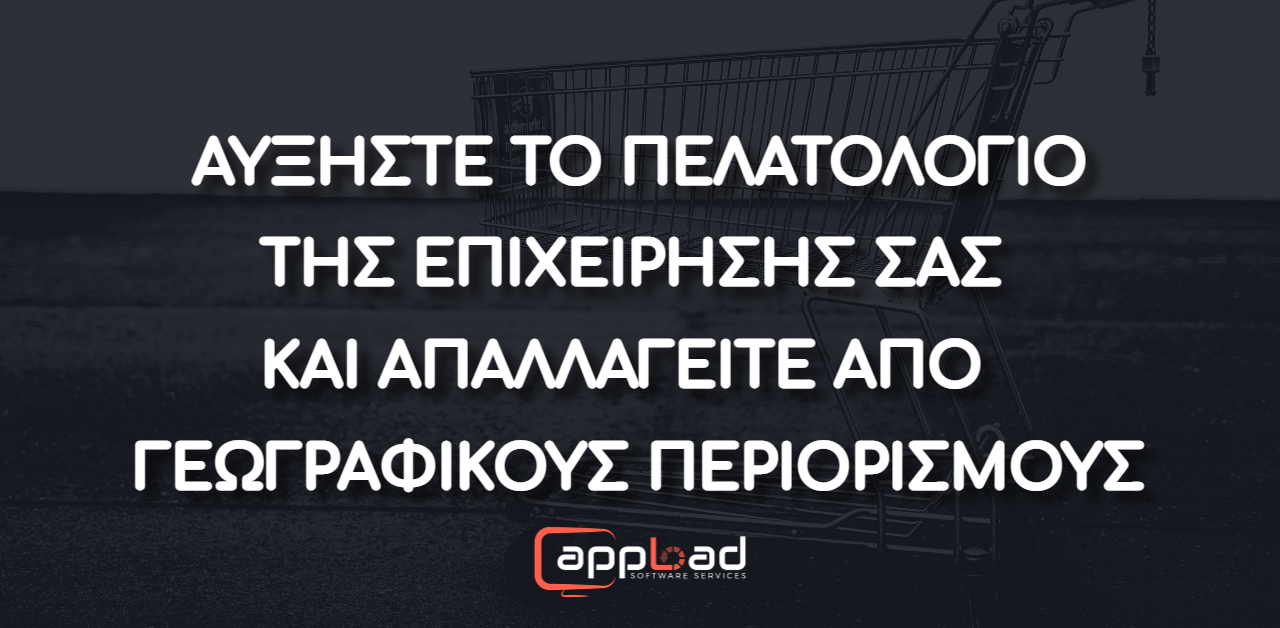 ΑΥΞΗΣΤΕ ΤΟ ΠΕΛΑΤΟΛΟΓΙΟ
ΤΗΣ ΕΠΙΧΕΙΡΗΣΗΣ ΣΑΣ
ΚΑΙ ΑΠΑΛΛΑΓΕΙΤΕ ΑΠΟ
ΓΕΩΓΡΑΦΙΚΟΥΣ ΠΕΡΙΟΡΙΣΜΟΥΣ
appload
SOFTWARE SERVICES